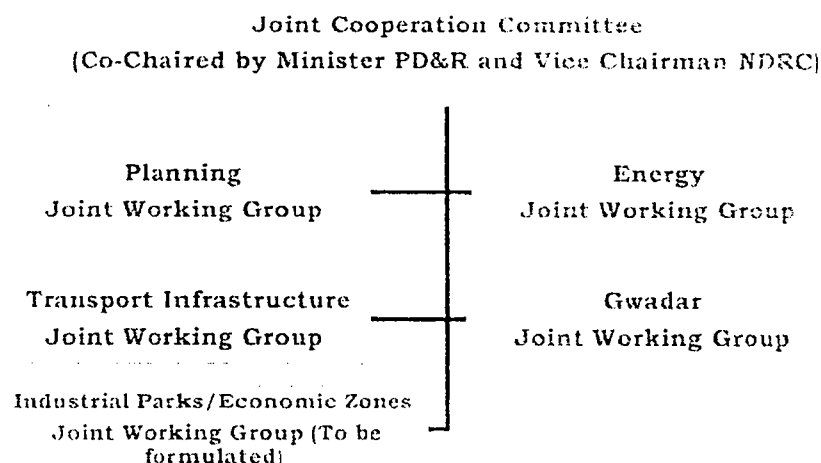 Joint Cooperation Committee
(Co-Chaired by Minister PD&R and Vice Chairman NDRC)
Planning
Joint Working Group
Energy
Joint Working Group
Transport Infrastructure
Joint Working Group
Gwadar
Joint Working Group
Industrial Parks/Economic Zones
Joint Working Group (To be
formulated)